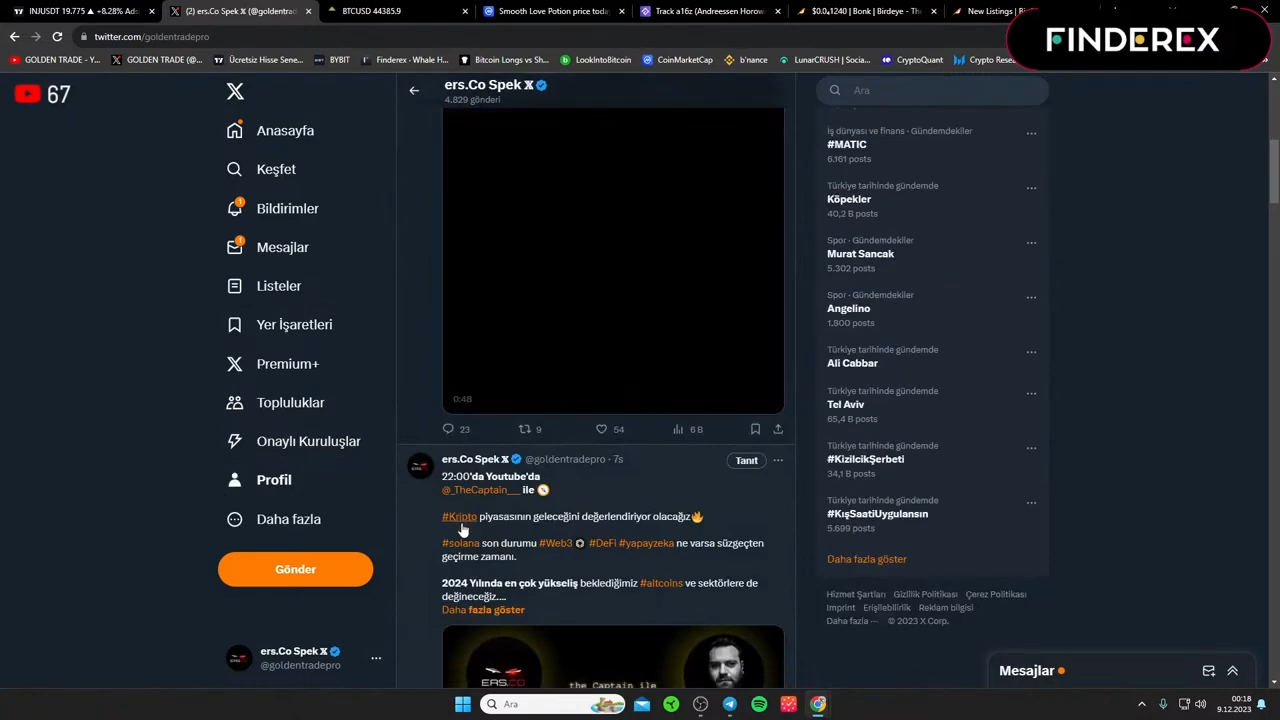 INJUSDT 19.775 ▲ +8.28% Adsı
(2) ers.Co Spek X (@goldentrad
BTCUSD 44385.9
Smooth Love Potion price today
Track a16z (Andreessen Horow
$0.0₄1240 | Bonk | Birdeye - The
New Listings | Bir
twitter.com/goldentradepro
FINDEREX
GOLDEN TRADE - Y...
GOLDEN TRADE (@...
Ücretsiz Hisse Sene...
BYBIT
Finderex - Whale H...
Bitcoin Longs vs Sh...
LookIntoBitcoin
CoinMarketCap
b'nance
LunarCRUSH | Socia...
CryptoQuant
Crypto Resea
67
Anasayfa
Keşfet
Bildirimler
Mesajlar
Listeler
Yer İşaretleri
Premium+
Topluluklar
Onaylı Kuruluşlar
Profil
Daha fazla
Gönder
ers.Co Spek X
@goldentradepro
ers.Co Spek X
4.829 gönderi
0:48
23
9
54
6 B
ers.Co Spek X @goldentradepro · 7s
Tanıt
22:00'da Youtube'da
@_TheCaptain___ ile 🧭
#Kripto piyasasının geleceğini değerlendiriyor olacağız🔥
#solana son durumu #Web3 #DeFi #yapayzeka ne varsa süzgeçten
geçirme zamanı.
2024 Yılında en çok yükseliş beklediğimiz #altcoins ve sektörlere de
değineceğiz....
Daha fazla göster
ERS.CO
the Captain ile
Ara
İş dünyası ve finans · Gündemdekiler
#MATIC
6.161 posts
Türkiye tarihinde gündemde
Köpekler
40,2 B posts
Spor · Gündemdekiler
Murat Sancak
5.302 posts
Spor · Gündemdekiler
Angelino
1.800 posts
Türkiye tarihinde gündemde
Ali Cabbar
Türkiye tarihinde gündemde
Tel Aviv
65,4 B posts
Türkiye tarihinde gündemde
#KizilcikŞerbeti
34,1 B posts
Türkiye tarihinde gündemde
#KışSaatiUygulansın
5.699 posts
Daha fazla göster
Hizmet Şartları Gizlilik Politikası Çerez Politikası
Imprint Erişilebilirlik Reklam bilgisi
Daha fazla ··· © 2023 X Corp.
Mesajlar
Ara
00:18
9.12.2023